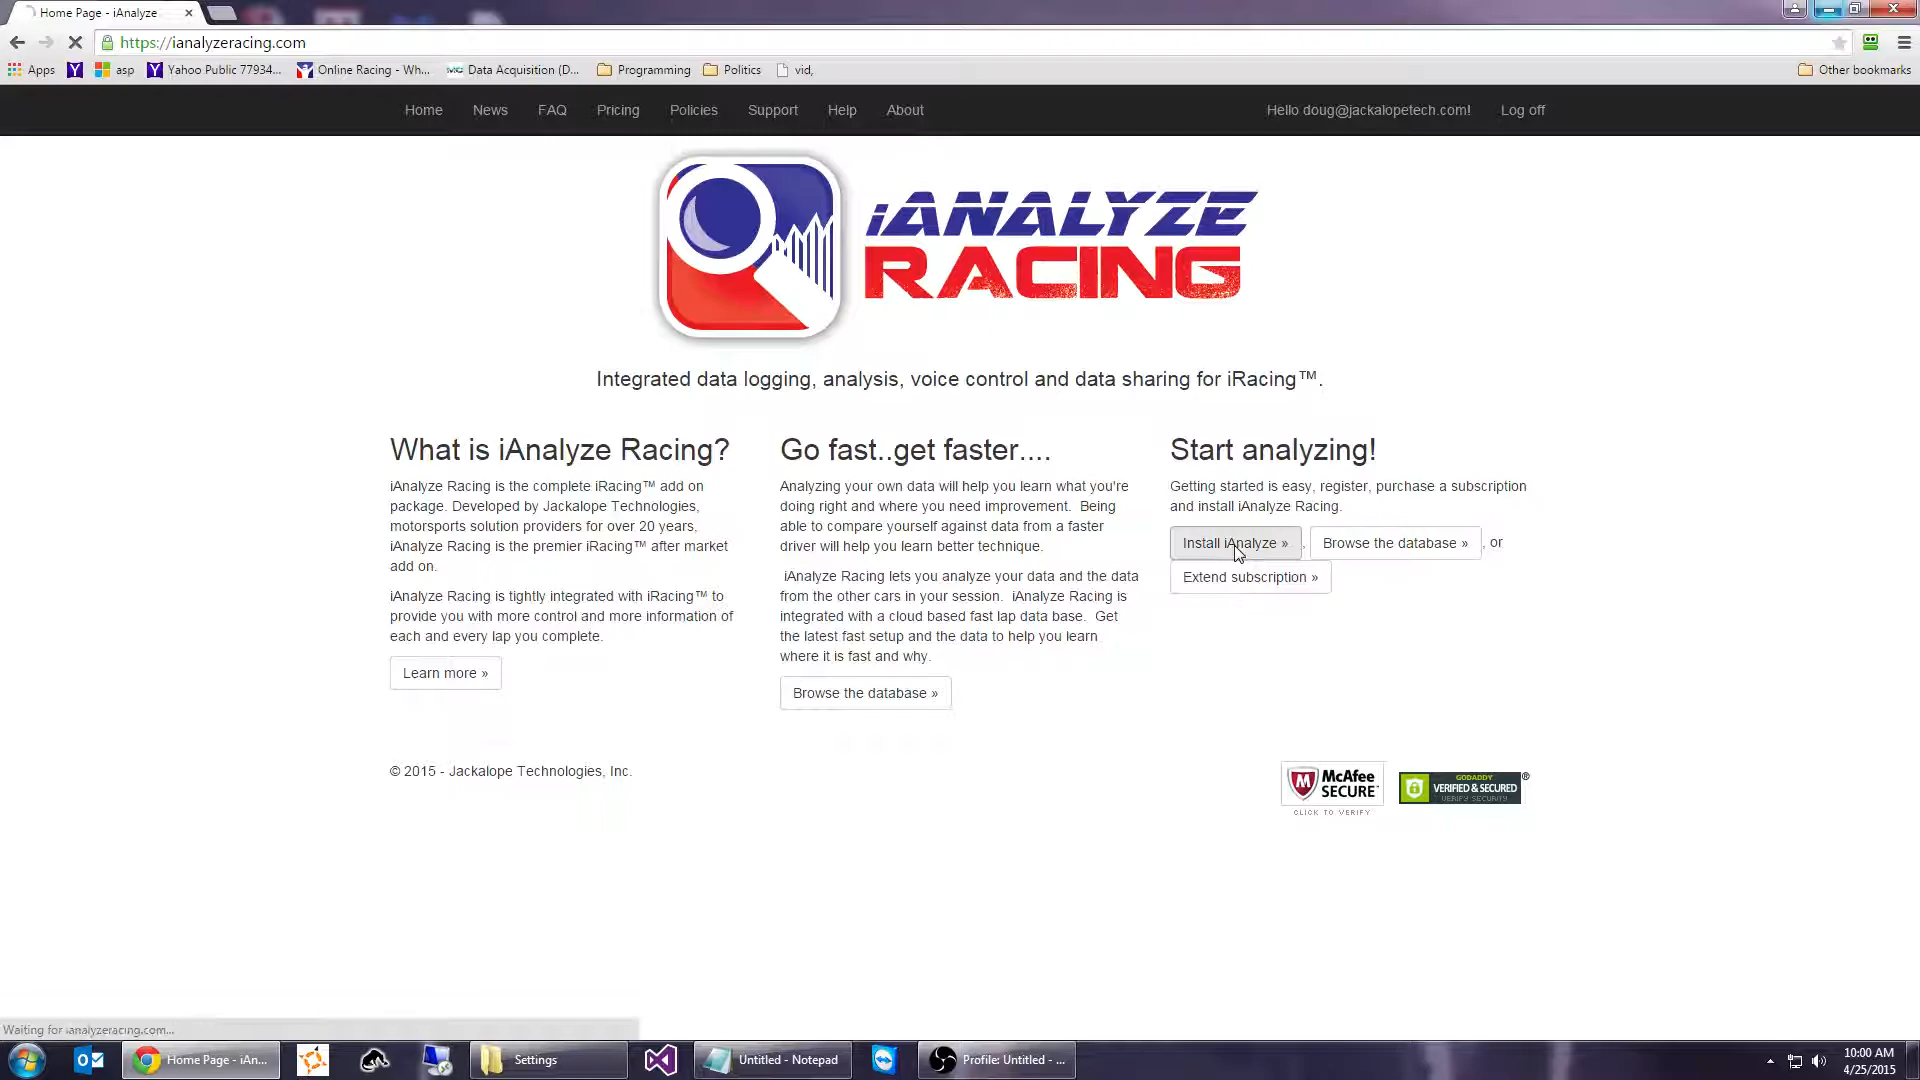 Home Page - iAnalyze
https://ianalyzeracing.com
Apps
asp
Yahoo Public 77934...
Online Racing - Wh...
Data Acquisition (D...
Programming
Politics
vid,
Other bookmarks
Home News FAQ Pricing Policies Support Help About
Hello doug@jackalopetech.com! Log off
iANALYZE
RACING
Integrated data logging, analysis, voice control and data sharing for iRacing™.
What is iAnalyze Racing?
iAnalyze Racing is the complete iRacing™ add on
package. Developed by Jackalope Technologies,
motorsports solution providers for over 20 years,
iAnalyze Racing is the premier iRacing™ after market
add on.
iAnalyze Racing is tightly integrated with iRacing™ to
provide you with more control and more information of
each and every lap you complete.
Learn more »
Go fast..get faster....
Analyzing your own data will help you learn what you're
doing right and where you need improvement. Being
able to compare yourself against data from a faster
driver will help you learn better technique.
iAnalyze Racing lets you analyze your data and the data
from the other cars in your session. iAnalyze Racing is
integrated with a cloud based fast lap data base. Get
the latest fast setup and the data to help you learn
where it is fast and why.
Browse the database »
Start analyzing!
Getting started is easy, register, purchase a subscription
and install iAnalyze Racing.
Install iAnalyze » , Browse the database » , or
Extend subscription »
© 2015 - Jackalope Technologies, Inc.
McAfee
SECURE™
CLICK TO VERIFY
GODADDY
VERIFIED & SECURED
VERIFY SECURITY
®
Waiting for ianalyzeracing.com...
Home Page - iAn...
Settings
Untitled - Notepad
Profile: Untitled - ...
10:00 AM
4/25/2015